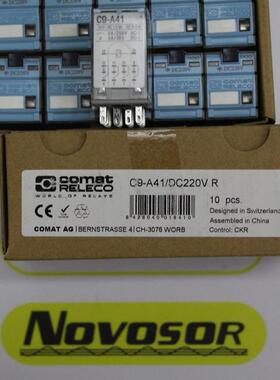 DC220V
C9-A41
comat
RELECO
WORLD OF RELAYS
C9-A41/DC220V R
10 pcs.
Designed in Switzerland
Assembled in China
Control: CKR
COMAT AG | BERNSTRASSE 4 | CH-3076 WORB
Novosor